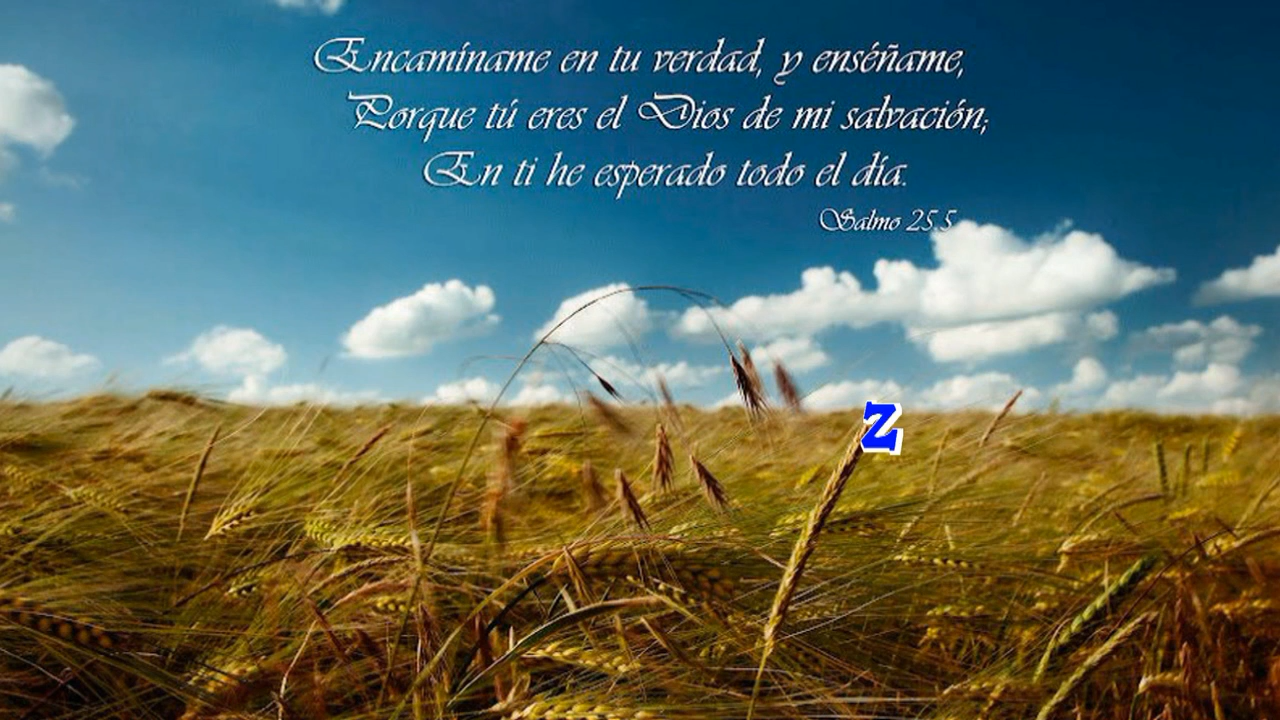 Encamíname en tu verdad, y enséñame,
Porque tú eres el Dios de mi salvación;
En ti he esperado todo el día.
Salmo 25.5
Z